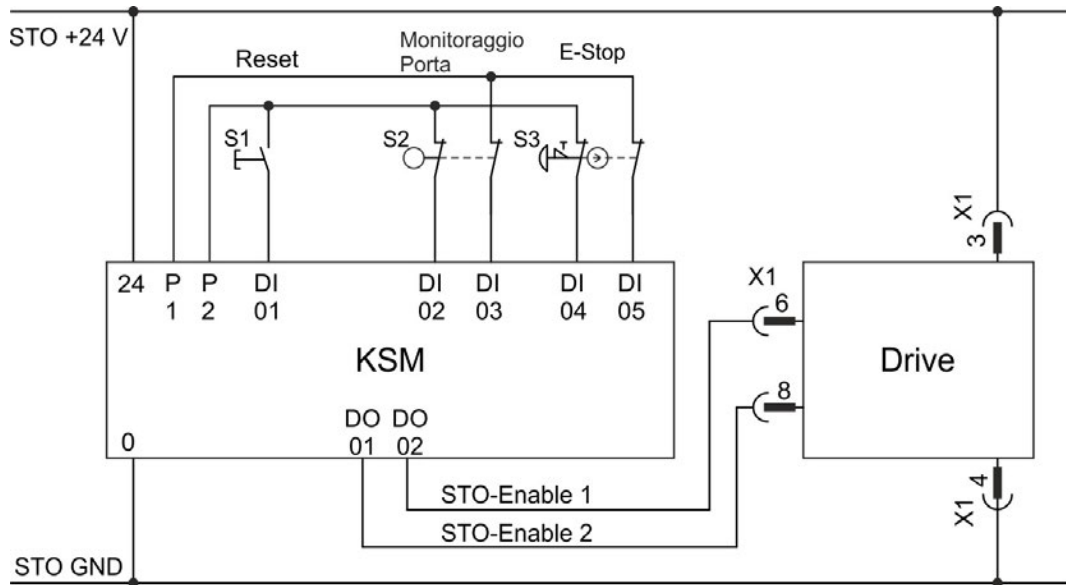 STO +24 V
Reset
Monitoraggio
Porta
E-Stop
S1
S2
S3
X1
3
24 P P DI DI DI DI DI
1 2 01 02 03 04 05
X1
6
KSM
Drive
8
DO DO
0 01 02
STO-Enable 1
4
X1
STO-Enable 2
STO GND